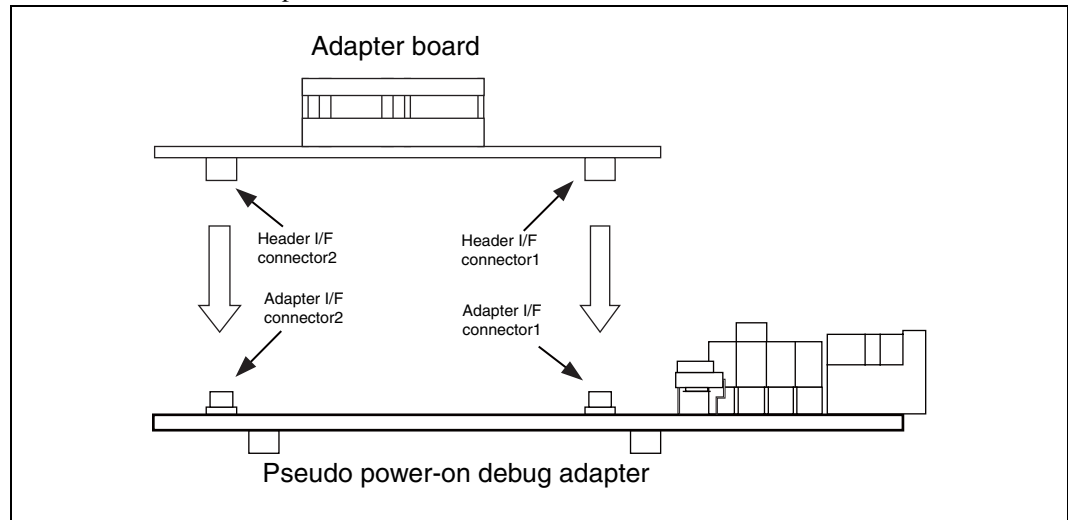 Adapter board
Header I/F
connector2
Header I/F
connector1
Adapter I/F
connector2
Adapter I/F
connector1
Pseudo power-on debug adapter